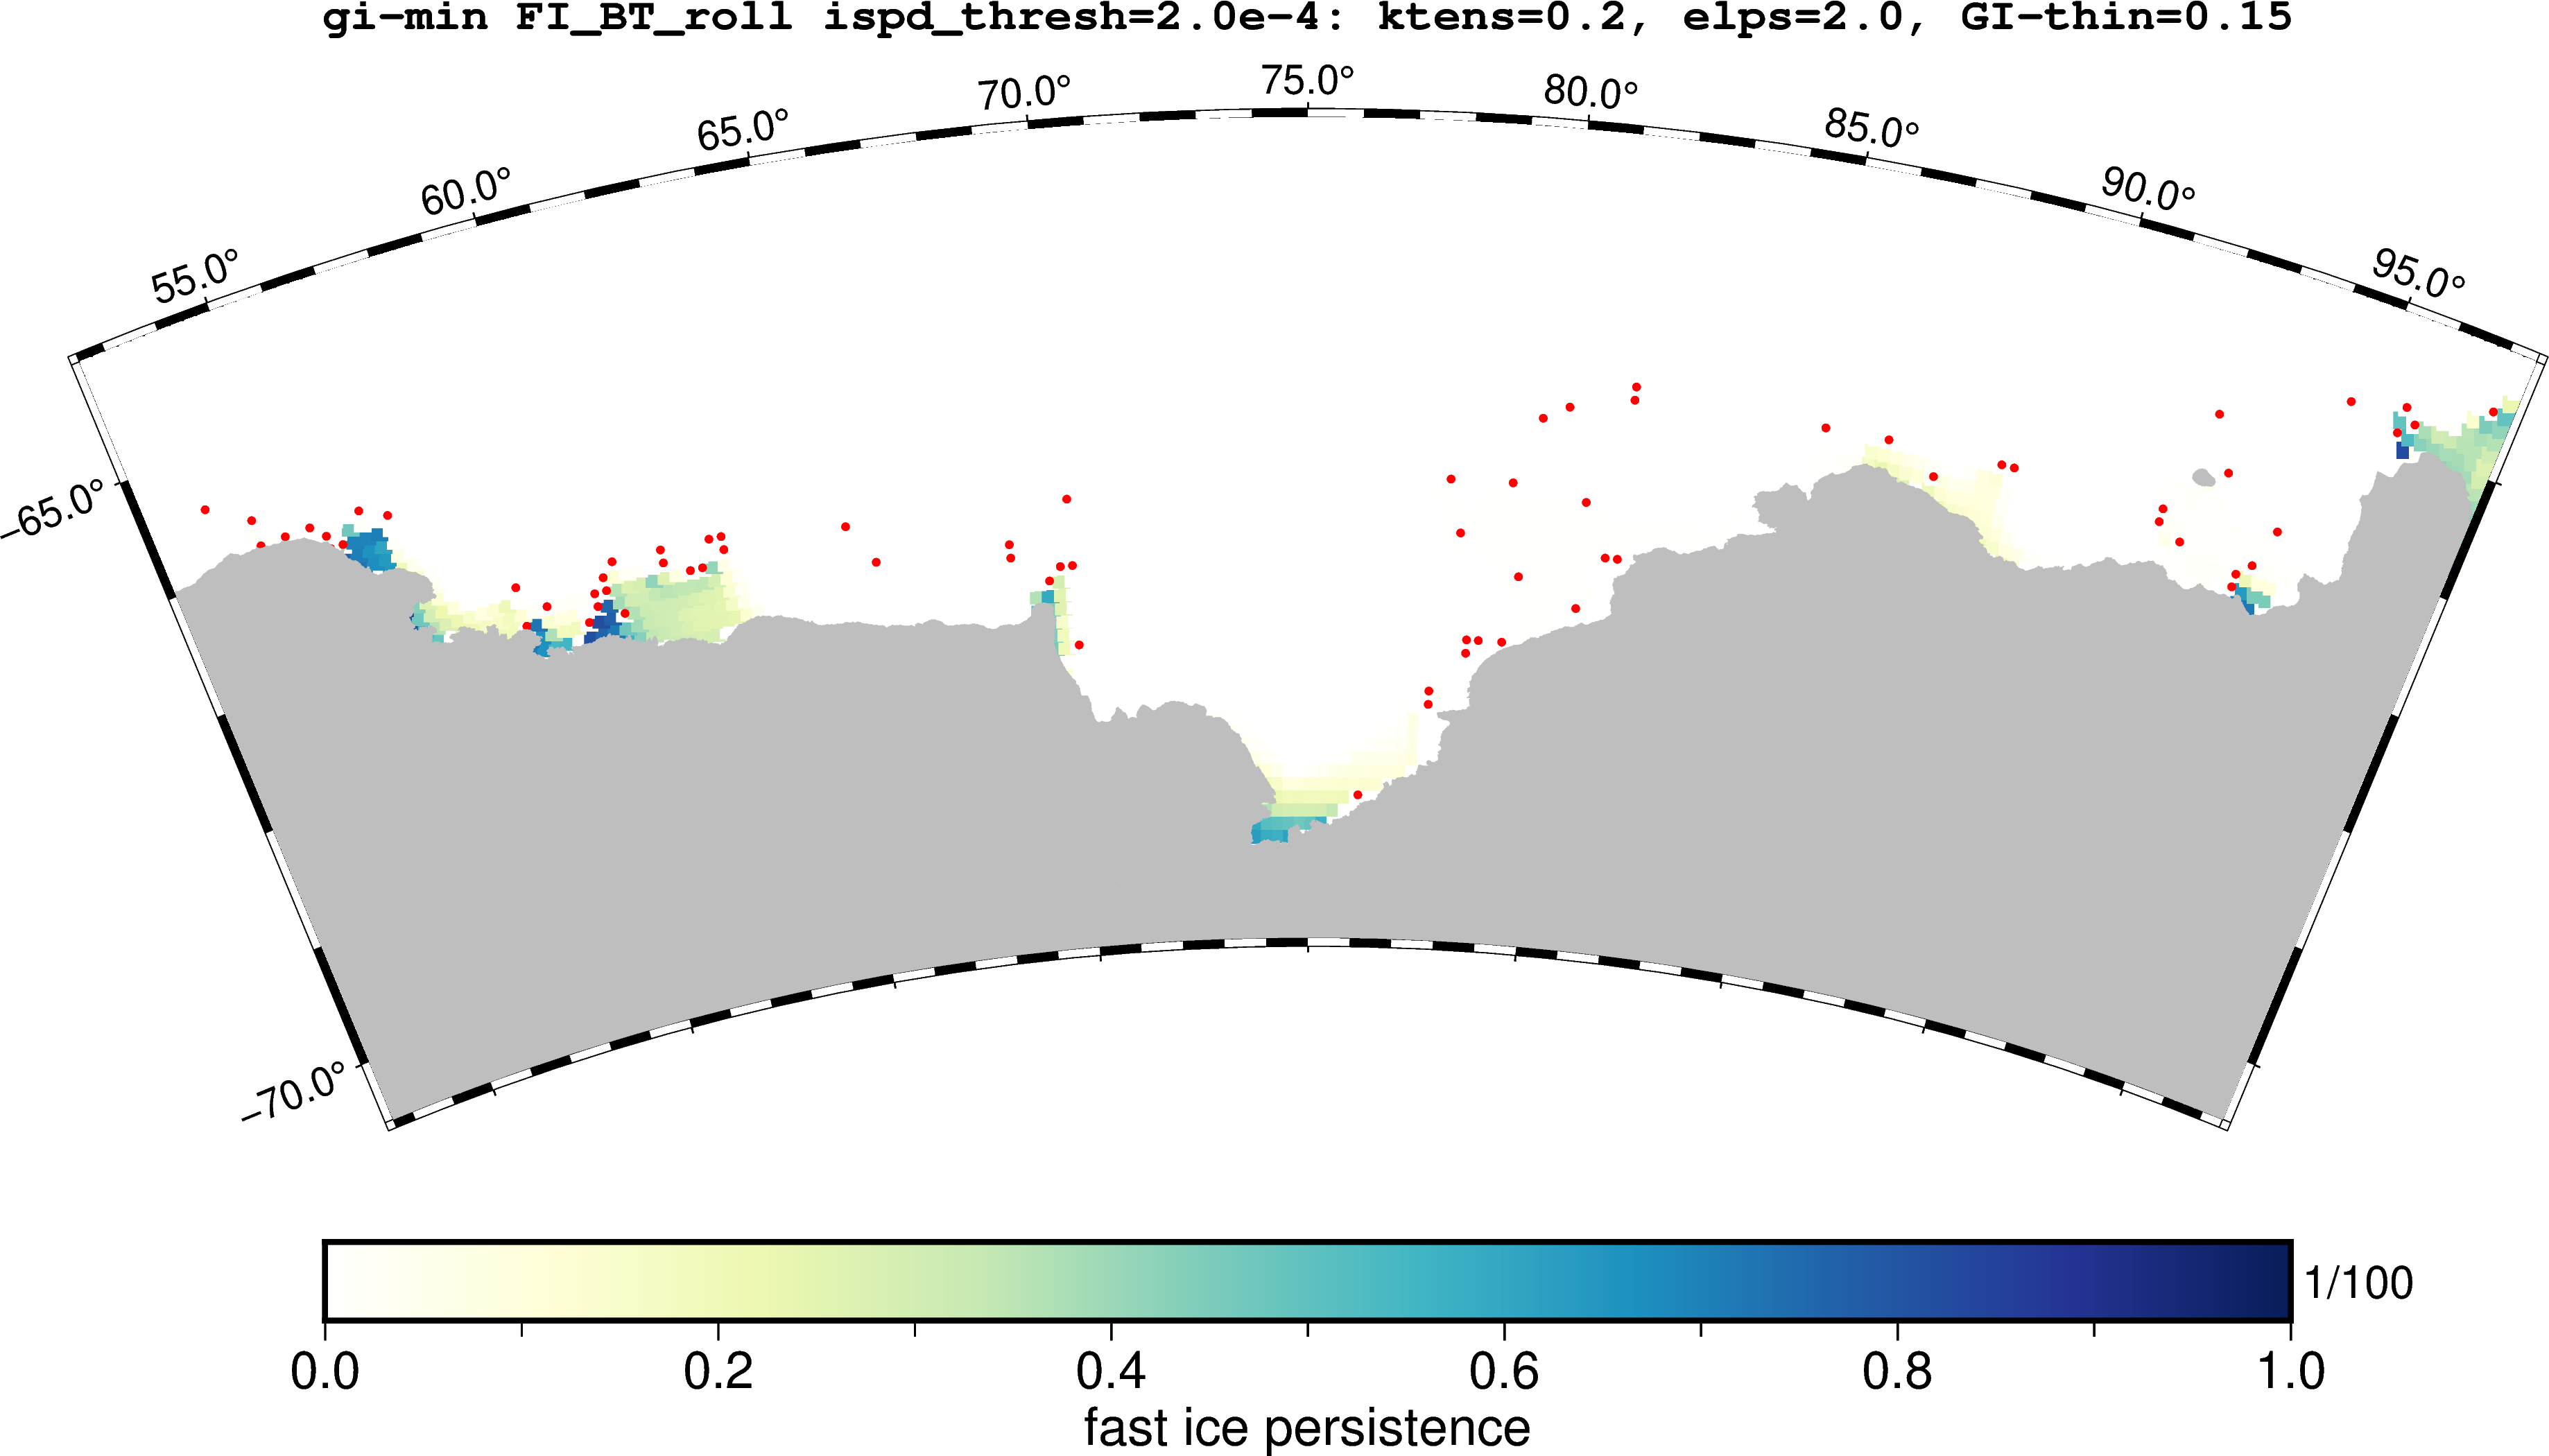 gi-min FI_BT_roll ispd_thresh=2.0e-4: ktens=0.2, elps=2.0, GI-thin=0.15
55.0° 60.0° 65.0° 70.0° 75.0° 80.0° 85.0° 90.0° 95.0°
-65.0°
-70.0°
1/100
0.0 0.2 0.4 0.6 0.8 1.0
fast ice persistence